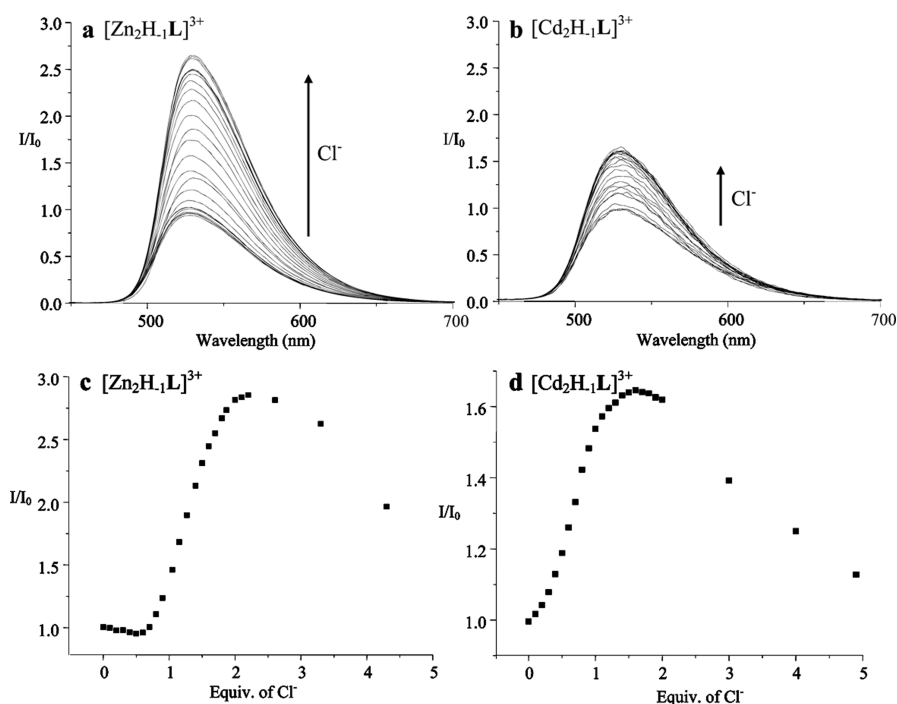 a [Zn₂H₋₁L]³⁺
3.0
2.5
2.0
1.5
1.0
0.5
0.0
I/I₀
Cl⁻
500
600
700
Wavelength (nm)
b [Cd₂H₋₁L]³⁺
3.0
2.5
2.0
1.5
1.0
0.5
0.0
I/I₀
Cl⁻
500
600
700
Wavelength (nm)
c [Zn₂H₋₁L]³⁺
3.0
2.5
2.0
1.5
1.0
I/I₀
0
1
2
3
4
5
Equiv. of Cl⁻
d [Cd₂H₋₁L]³⁺
1.6
1.4
1.2
1.0
I/I₀
0
1
2
3
4
5
Equiv. of Cl⁻